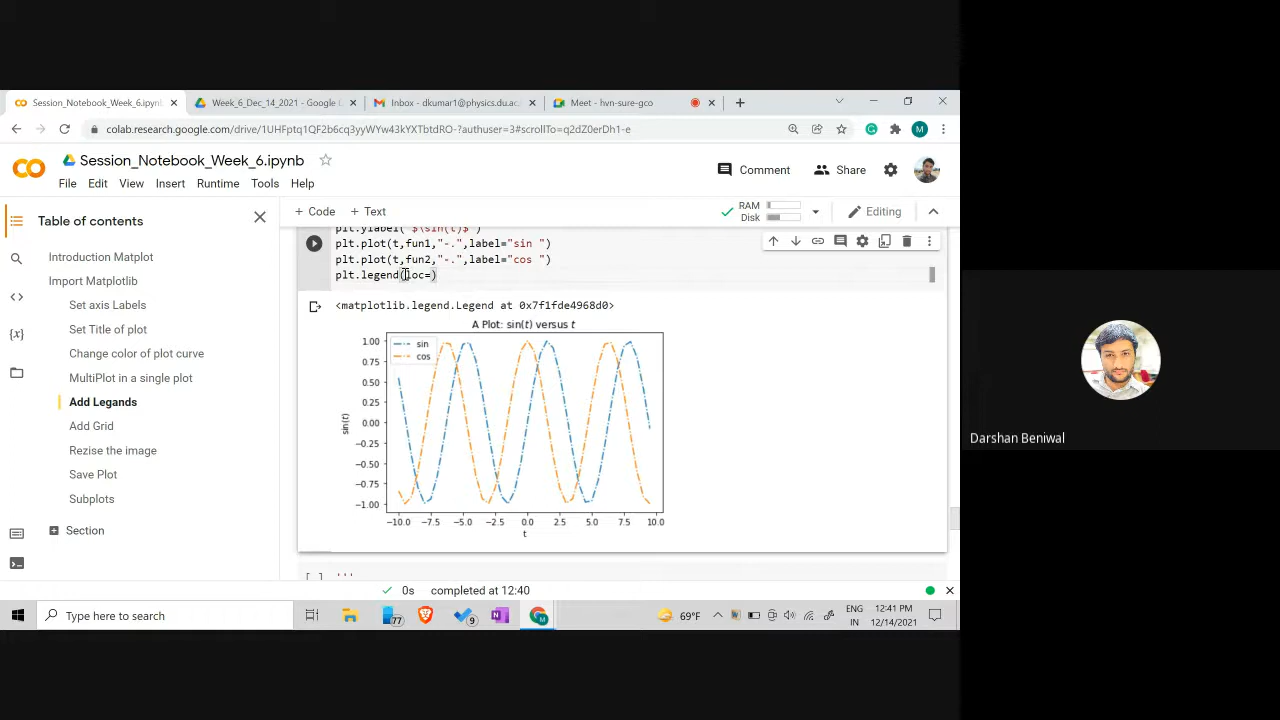 Session_Notebook_Week_6.ipynb
Week_6_Dec_14_2021 - Google D
Inbox - dkumar1@physics.du.ac.
Meet - hvn-sure-gco
colab.research.google.com/drive/1UHFptq1QF2b6cq3yyWYw43kYXTbtdRO-?authuser=3#scrollTo=q2dZ0erDh1-e
M
CO
Session_Notebook_Week_6.ipynb
Comment
Share
File Edit View Insert Runtime Tools Help
+ Code + Text
RAM
Disk
Editing
Table of contents
Introduction Matplot
Import Matplotlib
Set axis Labels
Set Title of plot
Change color of plot curve
MultiPlot in a single plot
Add Legands
Add Grid
Rezise the image
Save Plot
Subplots
Section
plt.ylabel("$\sin(t)$")
plt.plot(t,fun1,"-.",label="sin ")
plt.plot(t,fun2,"-.",label="cos ")
plt.legend(loc=)
<matplotlib.legend.Legend at 0x7f1fde4968d0>
A Plot: sin(t) versus t
sin
cos
1.00
0.75
0.50
0.25
0.00
−0.25
−0.50
−0.75
−1.00
sin(t)
−10.0 −7.5 −5.0 −2.5 0.0 2.5 5.0 7.5 10.0
t
[ ] '''
0s completed at 12:40
Type here to search
77
9
69°F
ENG
IN
12:41 PM
12/14/2021
Darshan Beniwal